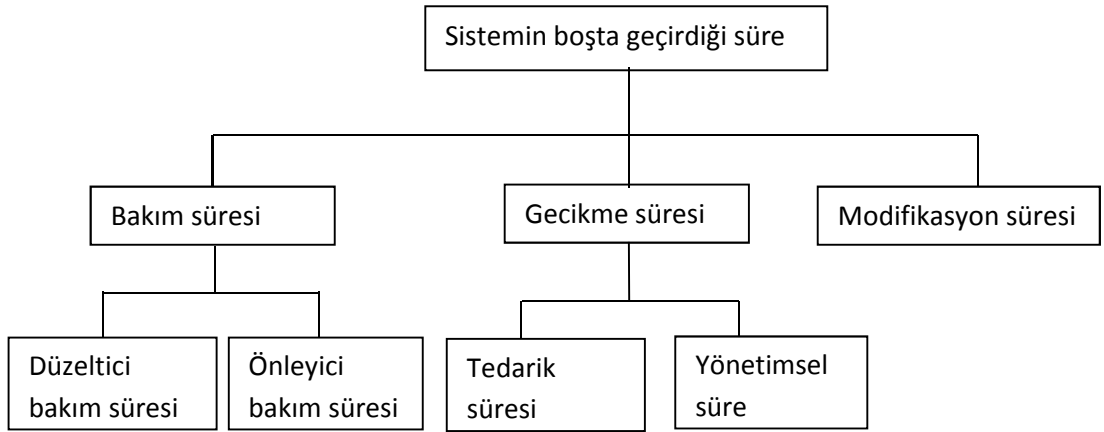 Sistemin boşta geçirdiği süre
Bakım süresi
Gecikme süresi
Modifikasyon süresi
Düzeltici
bakım süresi
Önleyici
bakım süresi
Tedarik
süresi
Yönetimsel
süre